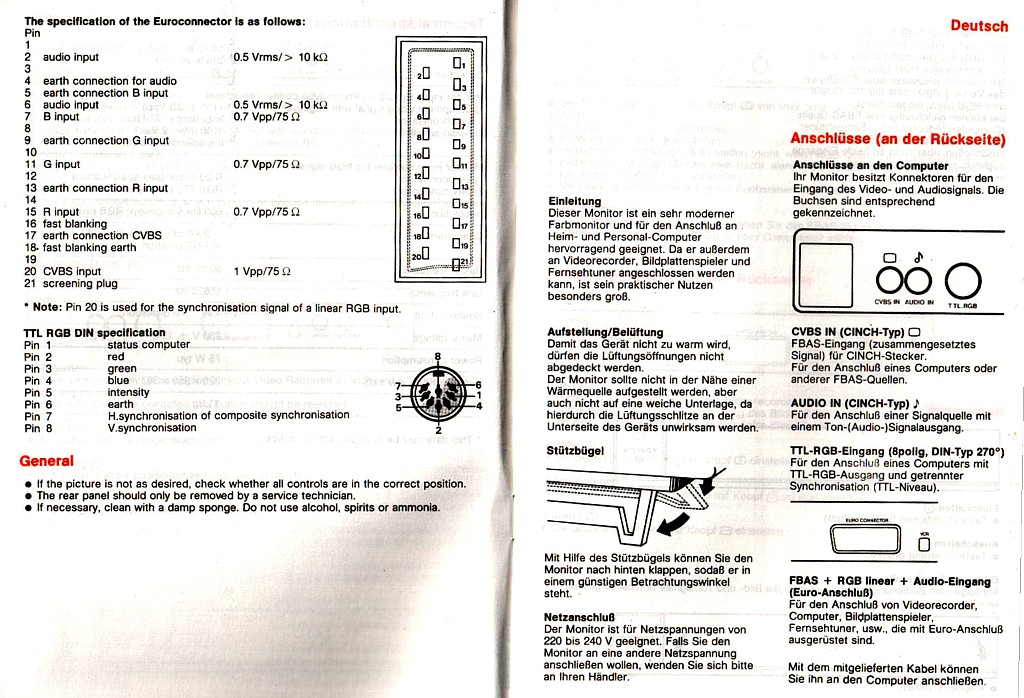 The specification of the Euroconnector is as follows:
Pin
1
2 audio input 0.5 Vrms/ > 10 kΩ
3
4 earth connection for audio
5 earth connection B input
6 audio input 0.5 Vrms/ > 10 kΩ
7 B input 0.7 Vpp/75 Ω
8
9 earth connection G input
10
11 G input 0.7 Vpp/75 Ω
12
13 earth connection R input
14
15 R input 0.7 Vpp/75 Ω
16 fast blanking
17 earth connection CVBS
18 fast blanking earth
19
20 CVBS input 1 Vpp/75 Ω
21 screening plug
1
2
3
4
5
6
7
8
9
10
11
12
13
14
15
16
17
18
19
20
21
* Note: Pin 20 is used for the synchronisation signal of a linear RGB input.
TTL RGB DIN specification
Pin 1 status computer
Pin 2 red
Pin 3 green
Pin 4 blue
Pin 5 intensity
Pin 6 earth
Pin 7 H.synchronisation of composite synchronisation
Pin 8 V.synchronisation
8
7 6
3 1
5 4
2
General
● If the picture is not as desired, check whether all controls are in the correct position.
● The rear panel should only be removed by a service technician.
● If necessary, clean with a damp sponge. Do not use alcohol, spirits or ammonia.
Deutsch
Einleitung
Dieser Monitor ist ein sehr moderner
Farbmonitor und für den Anschluß an
Heim- und Personal-Computer
hervorragend geeignet. Da er außerdem
an Videorecorder, Bildplattenspieler und
Fernsehtuner angeschlossen werden
kann, ist sein praktischer Nutzen
besonders groß.
Aufstellung/Belüftung
Damit das Gerät nicht zu warm wird,
dürfen die Lüftungsöffnungen nicht
abgedeckt werden.
Der Monitor sollte nicht in der Nähe einer
Wärmequelle aufgestellt werden, aber
auch nicht auf eine weiche Unterlage, da
hierdurch die Lüftungsschlitze an der
Unterseite des Geräts unwirksam werden.
Stützbügel
Mit Hilfe des Stützbügels können Sie den
Monitor nach hinten klappen, sodaß er in
einem günstigen Betrachtungswinkel
steht.
Netzanschluß
Der Monitor ist für Netzspannungen von
220 bis 240 V geeignet. Falls Sie den
Monitor an eine andere Netzspannung
anschließen wollen, wenden Sie sich bitte
an Ihren Händler.
Anschlüsse (an der Rückseite)
Anschlüsse an den Computer
Ihr Monitor besitzt Konnektoren für den
Eingang des Video- und Audiosignals. Die
Buchsen sind entsprechend
gekennzeichnet.
CVBS IN AUDIO IN TTL RGB
CVBS IN (CINCH-Typ)
FBAS-Eingang (zusammengesetztes
Signal) für CINCH-Stecker.
Für den Anschluß eines Computers oder
anderer FBAS-Quellen.
AUDIO IN (CINCH-Typ) ♪
Für den Anschluß einer Signalquelle mit
einem Ton-(Audio-)Signalausgang.
TTL-RGB-Eingang (8polig, DIN-Typ 270°)
Für den Anschluß eines Computers mit
TTL-RGB-Ausgang und getrennter
Synchronisation (TTL-Niveau).
EURO CONNECTOR
VCR
FBAS + RGB linear + Audio-Eingang
(Euro-Anschluß)
Für den Anschluß von Videorecorder,
Computer, Bildplattenspieler,
Fernsehtuner, usw., die mit Euro-Anschluß
ausgerüstet sind.
Mit dem mitgelieferten Kabel können
Sie ihn an den Computer anschließen.